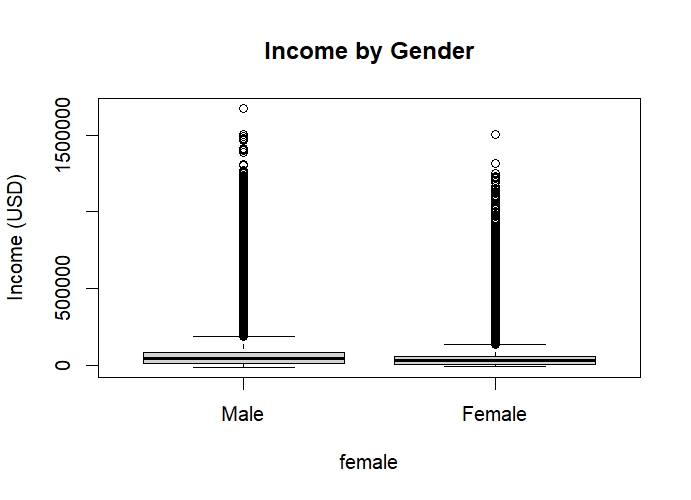 Income by Gender
Income (USD)
1500000
500000
0
Male Female
female